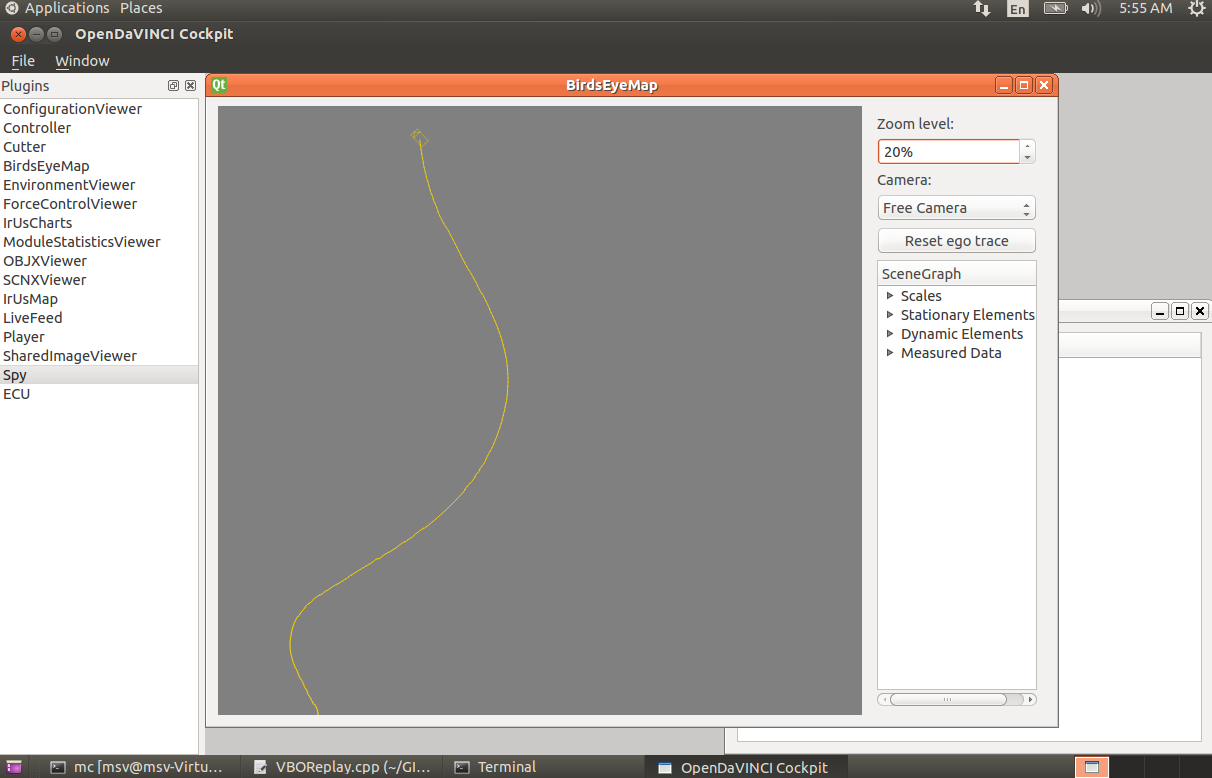 Applications Places En 5:55 AM
OpenDaVINCI Cockpit
File Window
Plugins
ConfigurationViewer
Controller
Cutter
BirdsEyeMap
EnvironmentViewer
ForceControlViewer
IrUsCharts
ModuleStatisticsViewer
OBJXViewer
SCNXViewer
IrUsMap
LiveFeed
Player
SharedImageViewer
Spy
ECU
Qt BirdsEyeMap
Zoom level:
20%
Camera:
Free Camera
Reset ego trace
SceneGraph
Scales
Stationary Elements
Dynamic Elements
Measured Data
mc [msv@msv-Virtu... VBOReplay.cpp (~/GI... Terminal OpenDaVINCI Cockpit